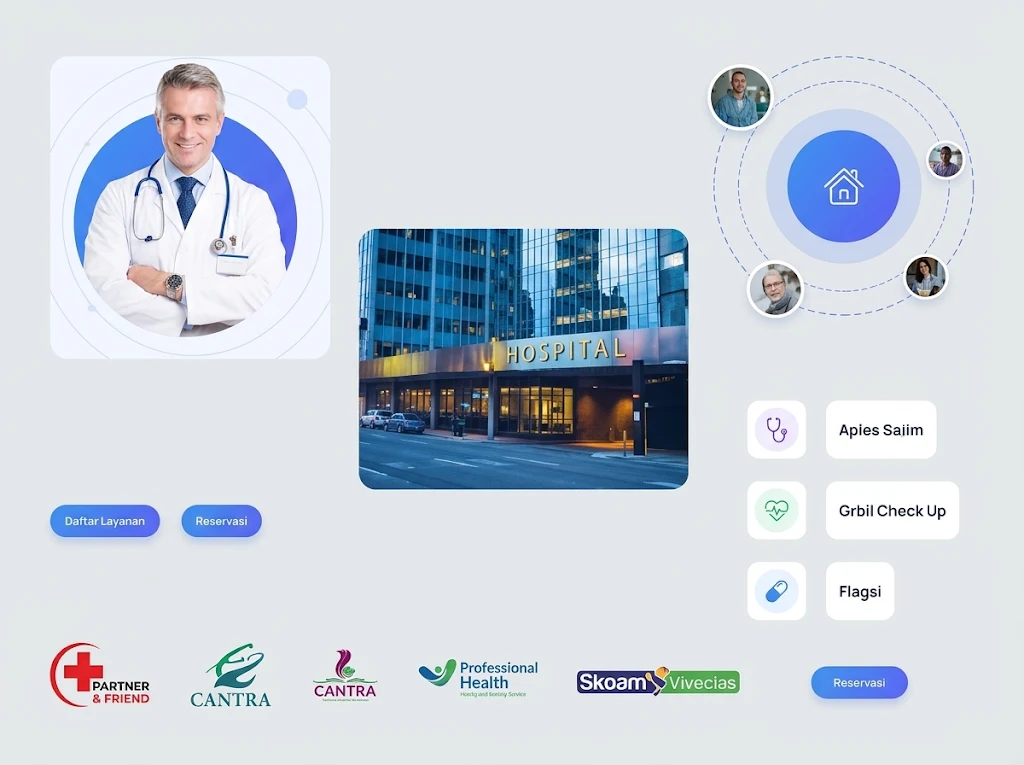 HOSPITAL
Apies Sajim
Grbil Check Up
Flagsi
Daftar Layanan
Reservasi
PARTNER
& FRIEND
CANTRA
CANTRA
Professional
Health
Skoam Vivecias
Reservasi